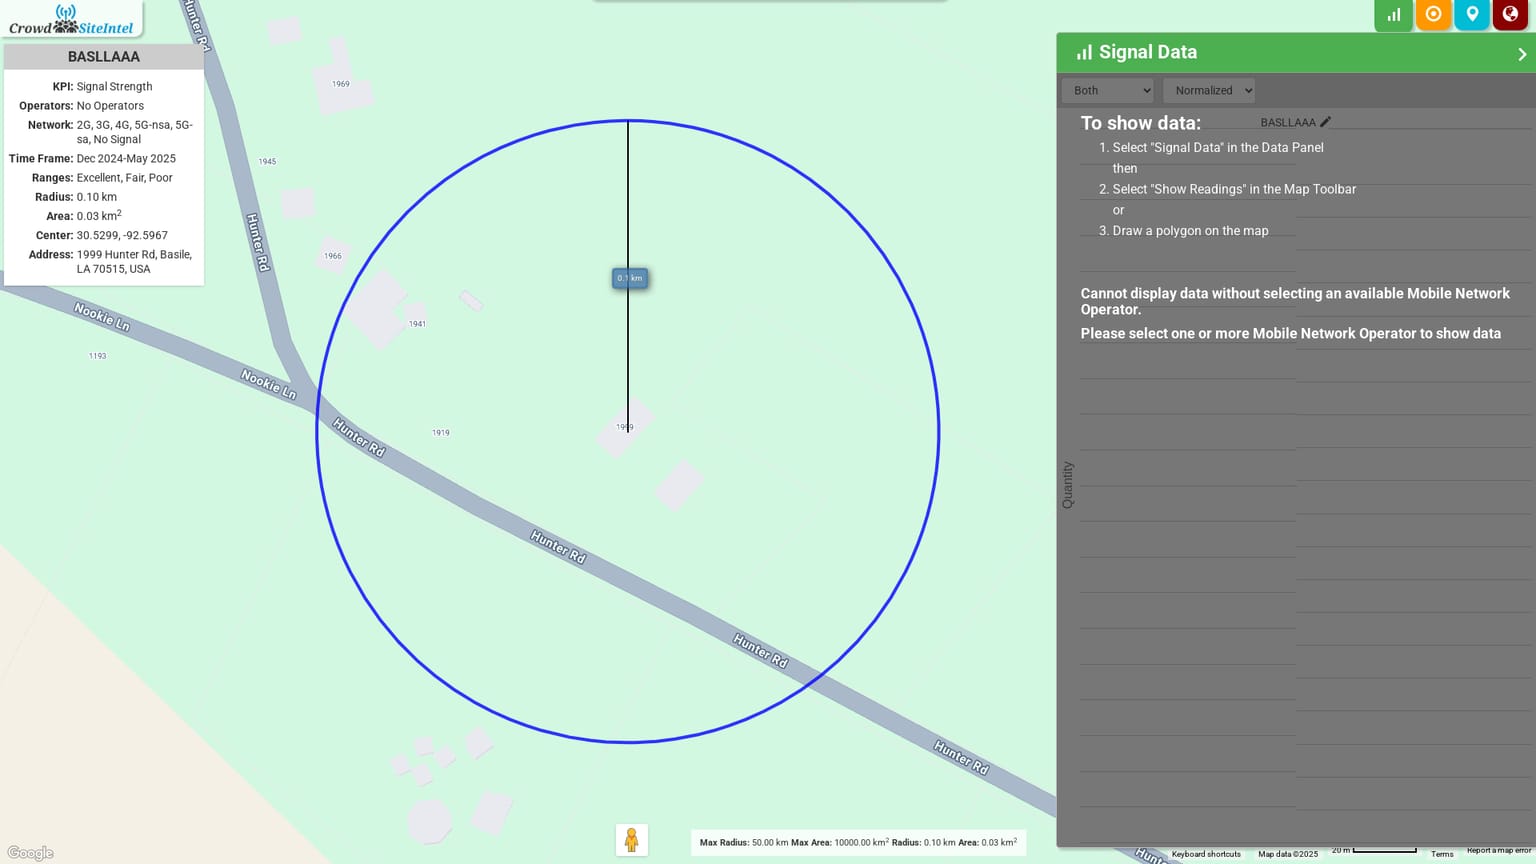 Crowd SiteIntel
BASLLAAA
KPI: Signal Strength
Operators: No Operators
Network: 2G, 3G, 4G, 5G-nsa, 5G-
sa, No Signal
Time Frame: Dec 2024-May 2025
Ranges: Excellent, Fair, Poor
Radius: 0.10 km
Area: 0.03 km²
Center: 30.5299, -92.5967
Address: 1999 Hunter Rd, Basile,
LA 70515, USA
Hunter Rd
1969
1945
Hunter Rd
1966
0.1 km
Nookie Ln
1941
1193
Nookie Ln
Hunter Rd
1919
1999
Hunter Rd
Hunter Rd
Hunter Rd
Signal Data
Both
Normalized
To show data:
BASLLAAA
1. Select "Signal Data" in the Data Panel
then
2. Select "Show Readings" in the Map Toolbar
or
3. Draw a polygon on the map
Cannot display data without selecting an available Mobile Network
Operator.
Please select one or more Mobile Network Operator to show data
Quantity
Google
Max Radius: 50.00 km Max Area: 10000.00 km² Radius: 0.10 km Area: 0.03 km²
Keyboard shortcuts
Map data ©2025
20 m
Terms
Report a map error